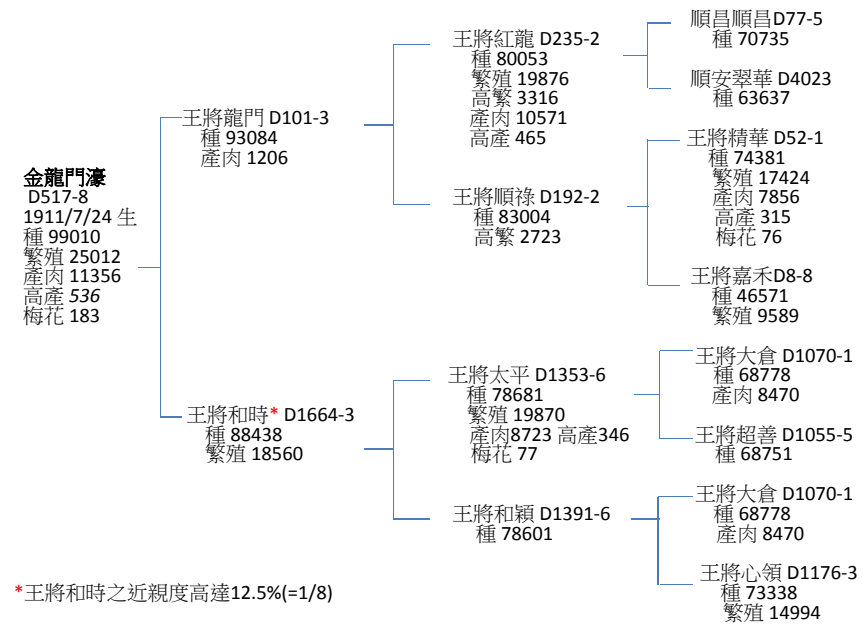 金龍門濠
D517-8
1911/7/24 生
種 99010
繁殖 25012
產肉 11356
高產 536
梅花 183
王將龍門 D101-3
種 93084
產肉 1206
王將和時* D1664-3
種 88438
繁殖 18560
王將紅龍 D235-2
種 80053
繁殖 19876
高繁 3316
產肉 10571
高產 465
王將順祿 D192-2
種 83004
高繁 2723
王將太平 D1353-6
種 78681
繁殖 19870
產肉8723 高產346
梅花 77
王將和穎 D1391-6
種 78601
順昌順昌D77-5
種 70735
順安翠華 D4023
種 63637
王將精華 D52-1
種 74381
繁殖 17424
產肉 7856
高產 315
梅花 76
王將嘉禾D8-8
種 46571
繁殖 9589
王將大倉 D1070-1
種 68778
產肉 8470
王將超善 D1055-5
種 68751
王將大倉 D1070-1
種 68778
產肉 8470
王將心領 D1176-3
種 73338
繁殖 14994
*王將和時之近親度高達12.5%(=1/8)